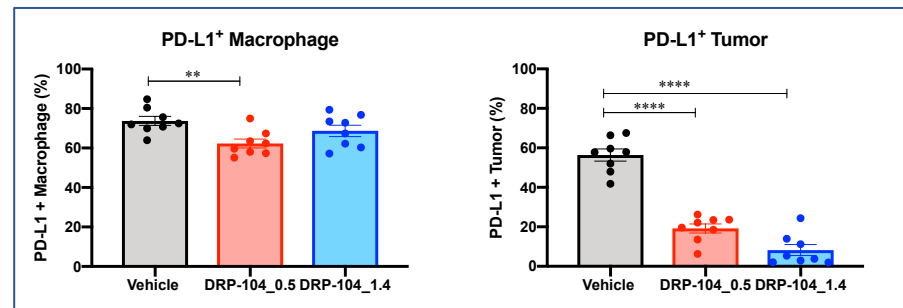 PD-L1+ Macrophage
PD-L1 + Macrophage (%)
100
80
60
40
20
0
**
Vehicle DRP-104_0.5 DRP-104_1.4
PD-L1+ Tumor
PD-L1 + Tumor (%)
100
80
60
40
20
0
****
****
Vehicle DRP-104_0.5 DRP-104_1.4